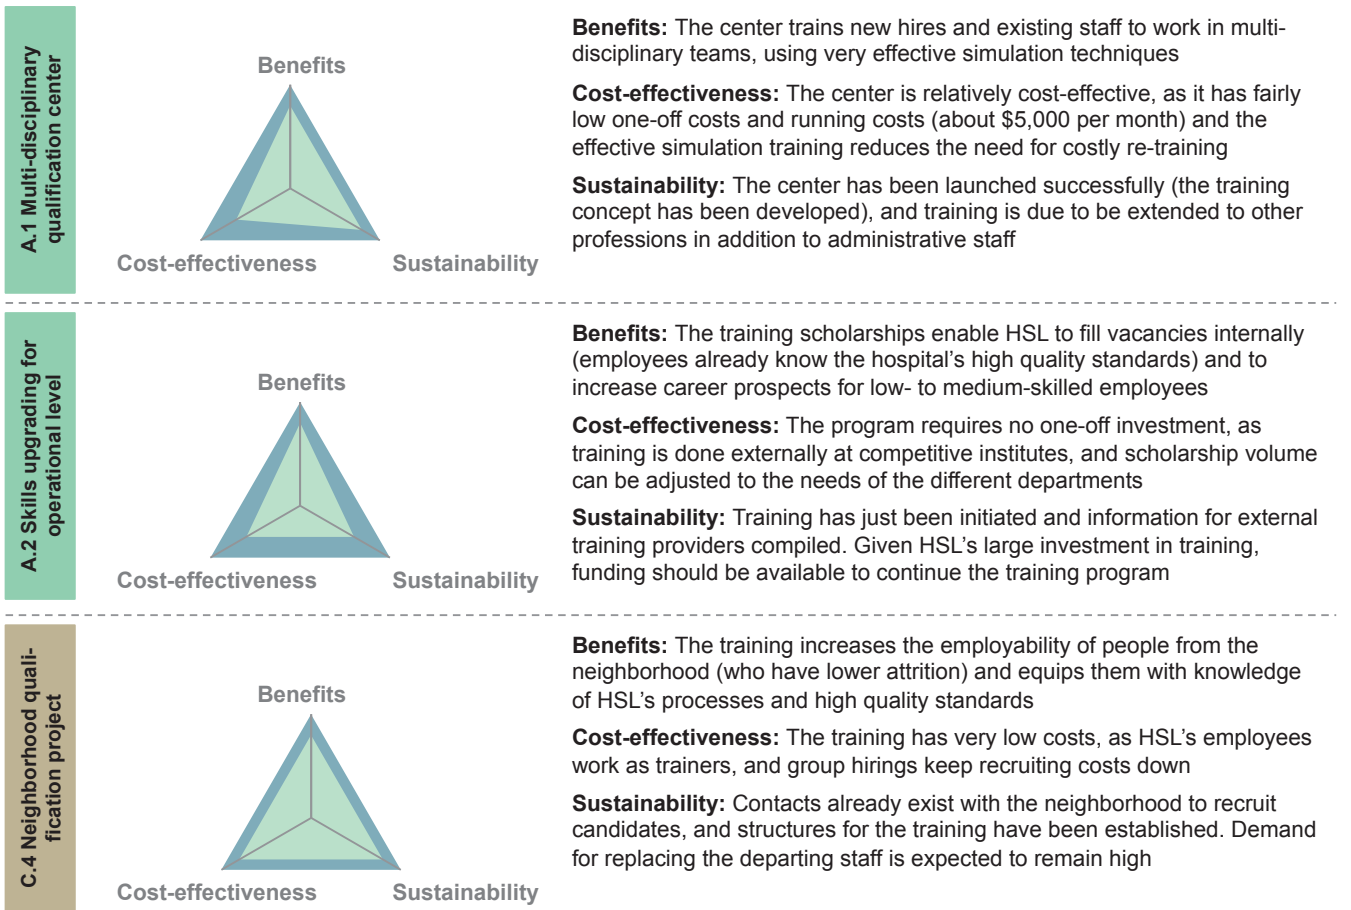 A.1 Multi-disciplinary
qualification center
Benefits
Cost-effectiveness
Sustainability
Benefits: The center trains new hires and existing staff to work in multi-
disciplinary teams, using very effective simulation techniques
Cost-effectiveness: The center is relatively cost-effective, as it has fairly
low one-off costs and running costs (about $5,000 per month) and the
effective simulation training reduces the need for costly re-training
Sustainability: The center has been launched successfully (the training
concept has been developed), and training is due to be extended to other
professions in addition to administrative staff
A.2 Skills upgrading for
operational level
Benefits
Cost-effectiveness
Sustainability
Benefits: The training scholarships enable HSL to fill vacancies internally
(employees already know the hospital’s high quality standards) and to
increase career prospects for low- to medium-skilled employees
Cost-effectiveness: The program requires no one-off investment, as
training is done externally at competitive institutes, and scholarship volume
can be adjusted to the needs of the different departments
Sustainability: Training has just been initiated and information for external
training providers compiled. Given HSL’s large investment in training,
funding should be available to continue the training program
C.4 Neighborhood quali-
fication project
Benefits
Cost-effectiveness
Sustainability
Benefits: The training increases the employability of people from the
neighborhood (who have lower attrition) and equips them with knowledge
of HSL’s processes and high quality standards
Cost-effectiveness: The training has very low costs, as HSL’s employees
work as trainers, and group hirings keep recruiting costs down
Sustainability: Contacts already exist with the neighborhood to recruit
candidates, and structures for the training have been established. Demand
for replacing the departing staff is expected to remain high